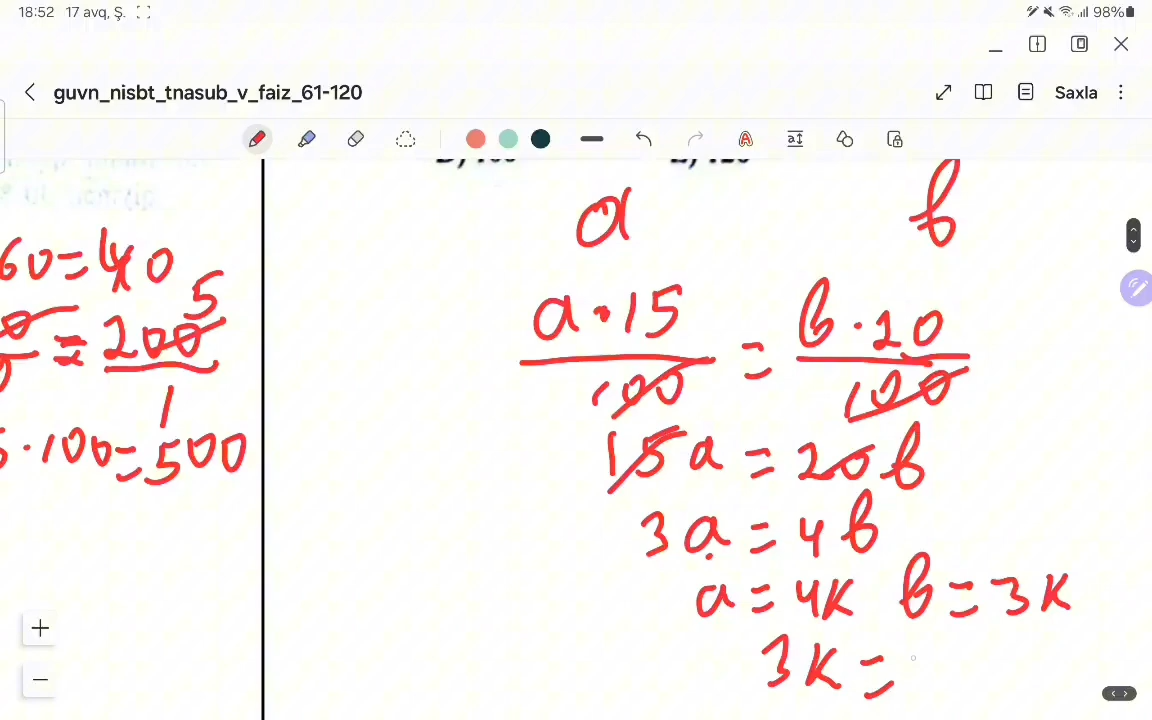 18:52 17 avq, Ş. 98%
guvn_nisbt_tnasub_v_faiz_61-120 Saxla
60=40
5
= 200
1
· 100=500
a b
a·15 = b·20
100 100
15a = 20b
3a = 4b
a = 4k b = 3k
3k =